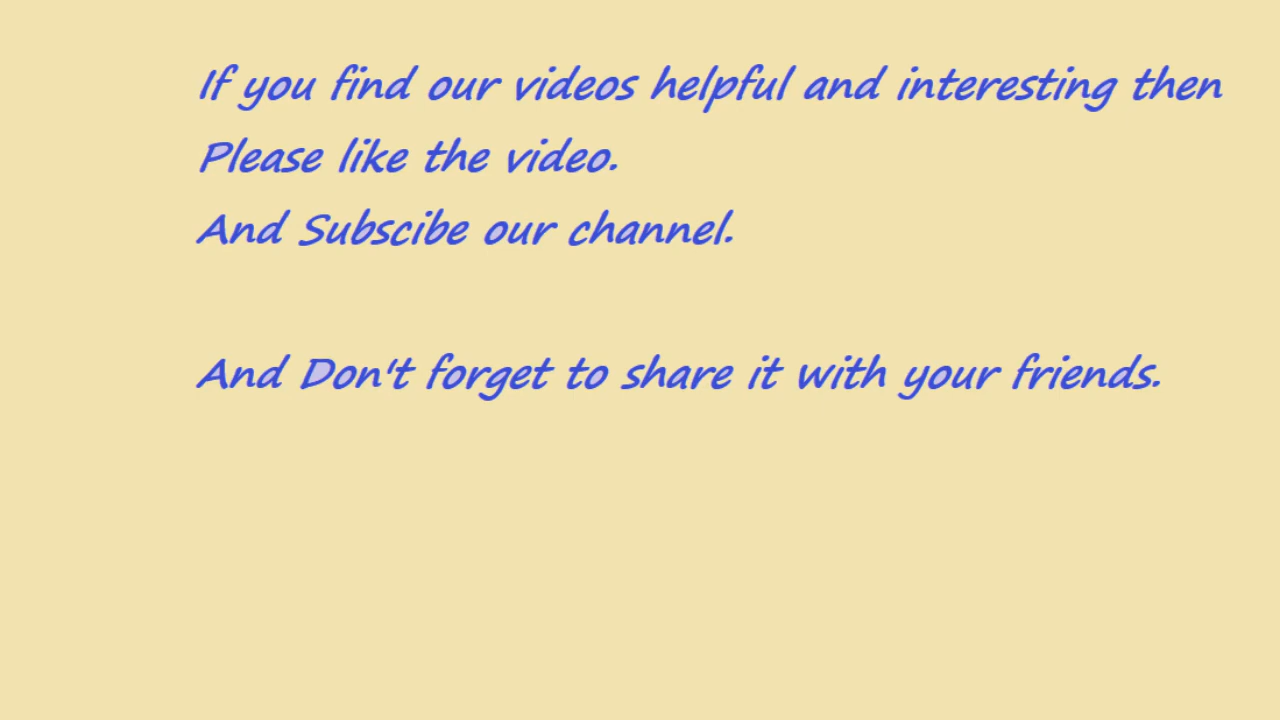 If you find our videos helpful and interesting then
Please like the video.
And Subscibe our channel.
And Don't forget to share it with your friends.